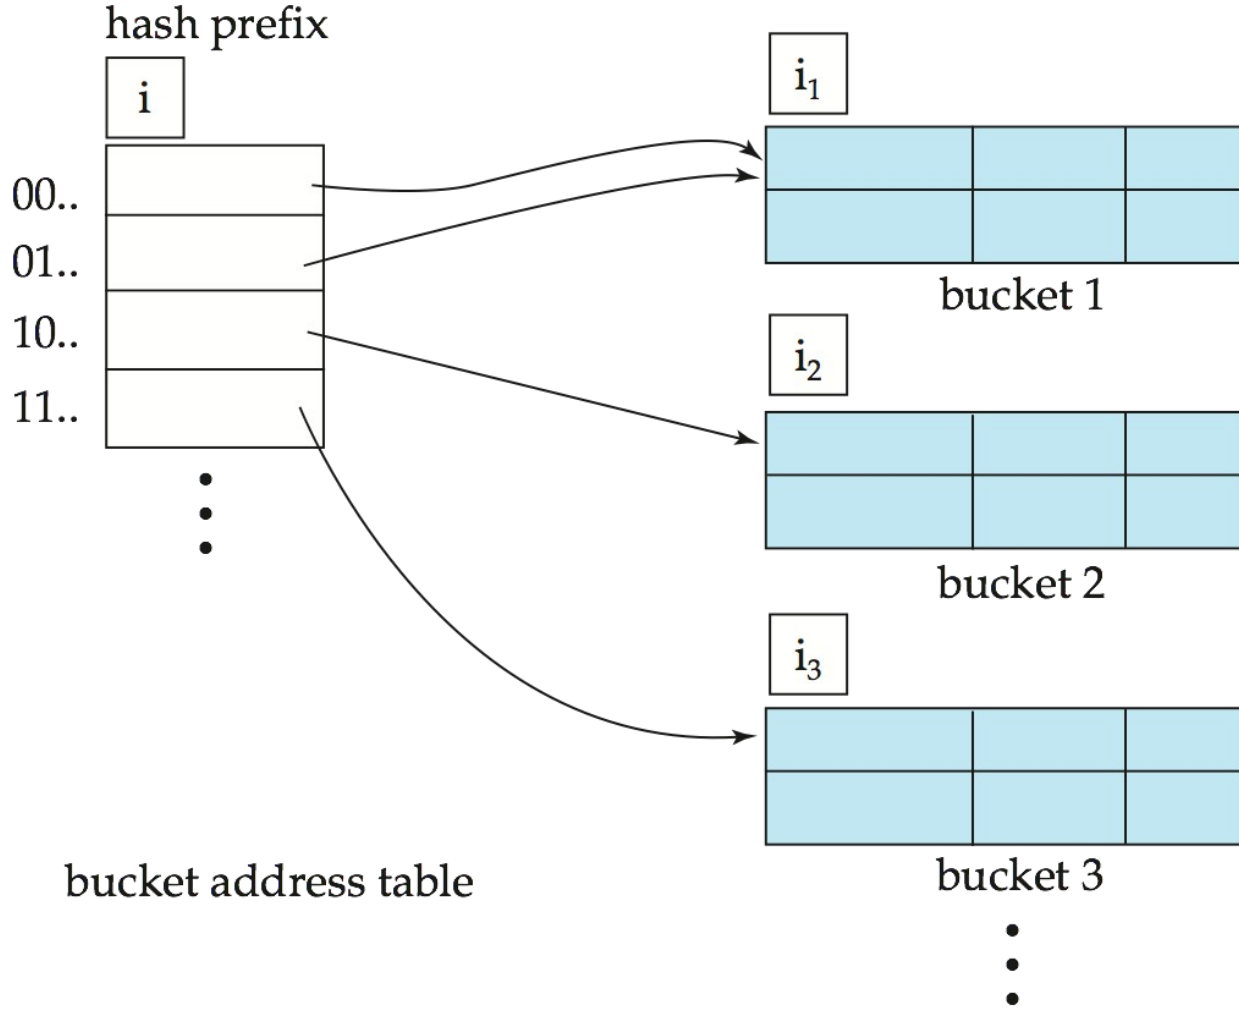 hash prefix
i
00..
01..
10..
11..
bucket address table
i₁
bucket 1
i₂
bucket 2
i₃
bucket 3